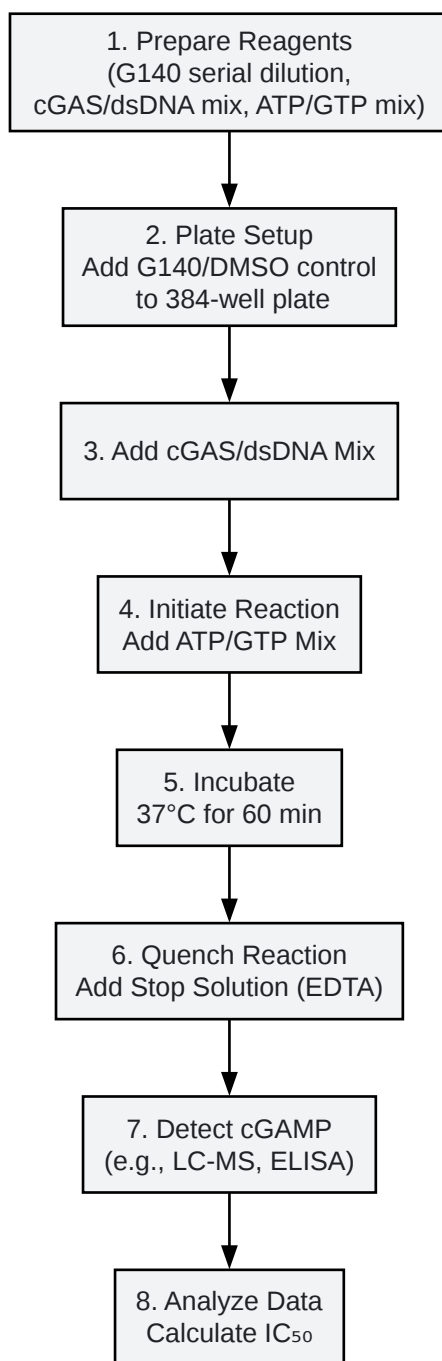 1. Prepare Reagents
(G140 serial dilution,
cGAS/dsDNA mix, ATP/GTP mix)
2. Plate Setup
Add G140/DMSO control
to 384-well plate
3. Add cGAS/dsDNA Mix
4. Initiate Reaction
Add ATP/GTP Mix
5. Incubate
37°C for 60 min
6. Quench Reaction
Add Stop Solution (EDTA)
7. Detect cGAMP
(e.g., LC-MS, ELISA)
8. Analyze Data
Calculate IC₅₀